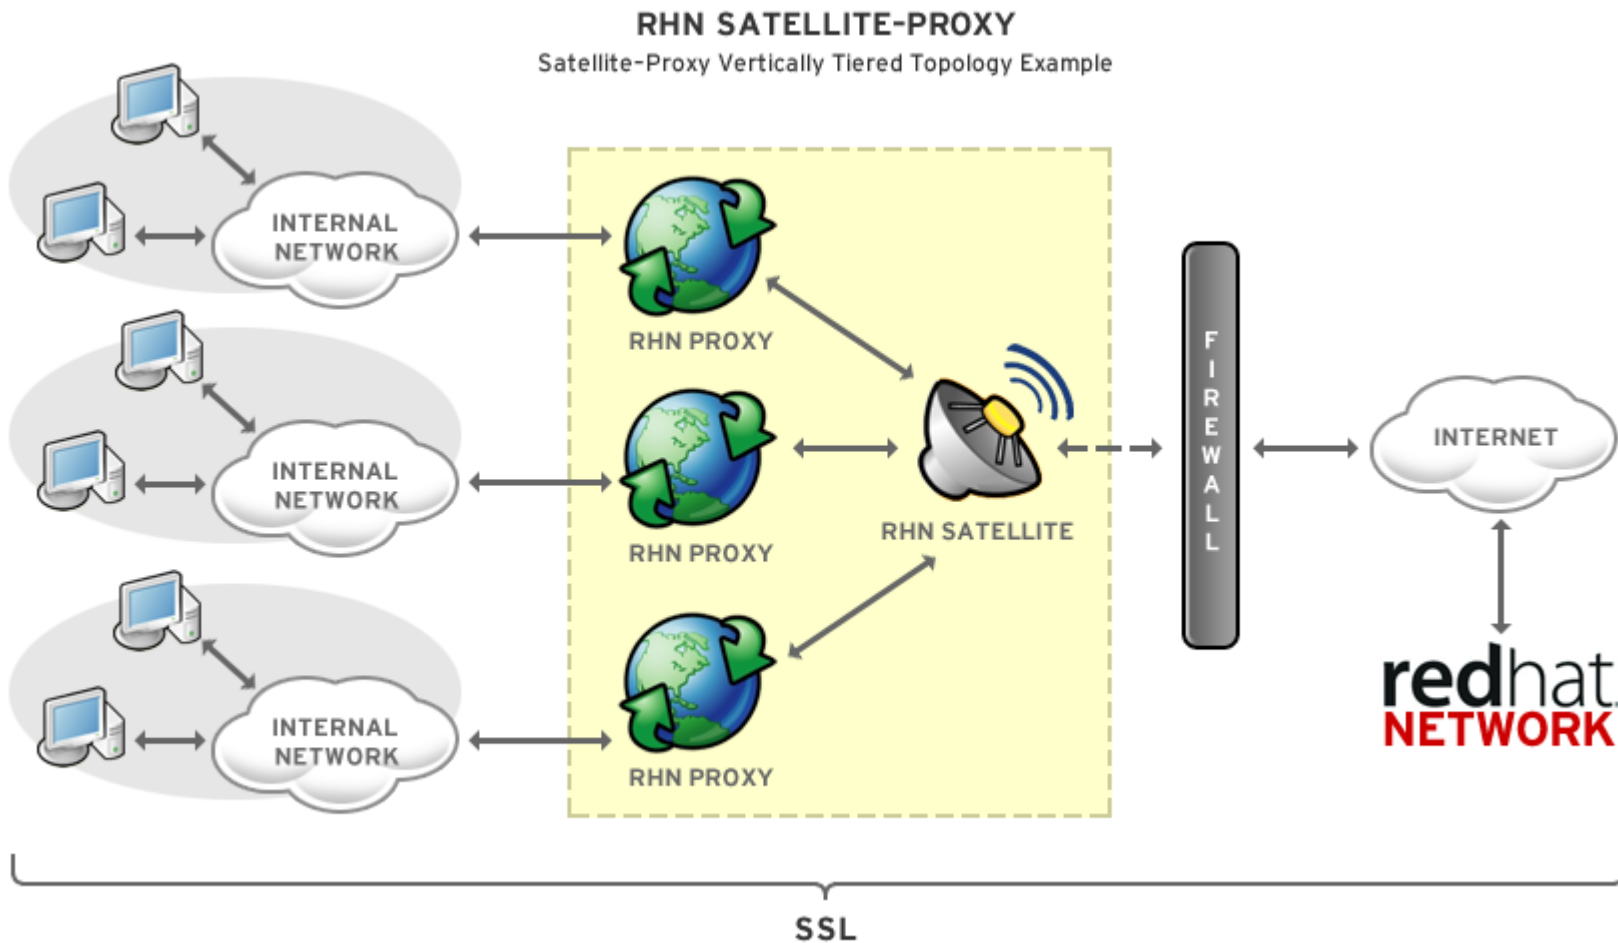 RHN SATELLITE-PROXY
Satellite-Proxy Vertically Tiered Topology Example
INTERNAL
NETWORK
RHN PROXY
INTERNAL
NETWORK
RHN PROXY
RHN SATELLITE
FIREWALL
INTERNET
redhat.
NETWORK
INTERNAL
NETWORK
RHN PROXY
SSL